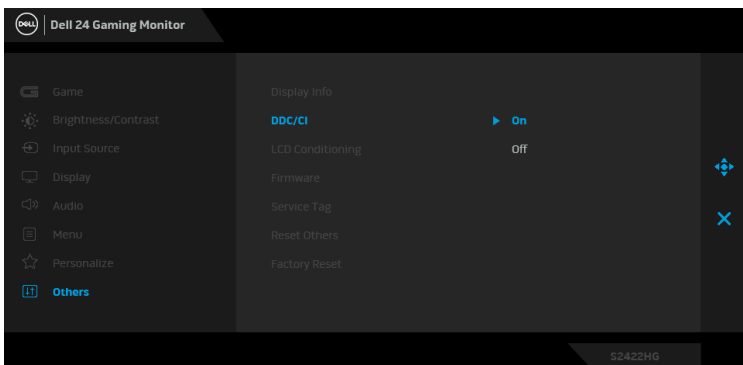 DELL
Dell 24 Gaming Monitor
Game
Brightness/Contrast
Input Source
Display
Audio
Menu
Personalize
Others
Display Info
DDC/CI On
LCD Conditioning Off
Firmware
Service Tag
Reset Others
Factory Reset
S2422HG